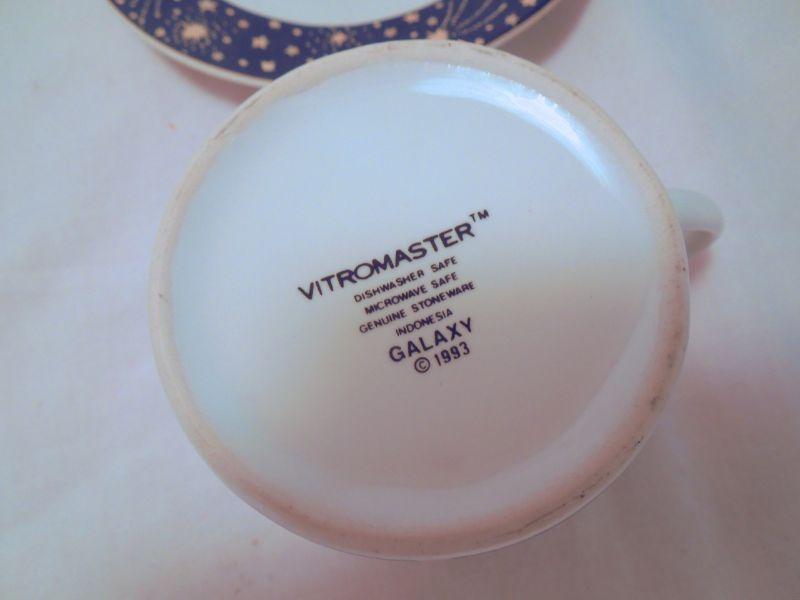 VITROMASTER™
DISHWASHER SAFE
MICROWAVE SAFE
GENUINE STONEWARE
INDONESIA
GALAXY
© 1993